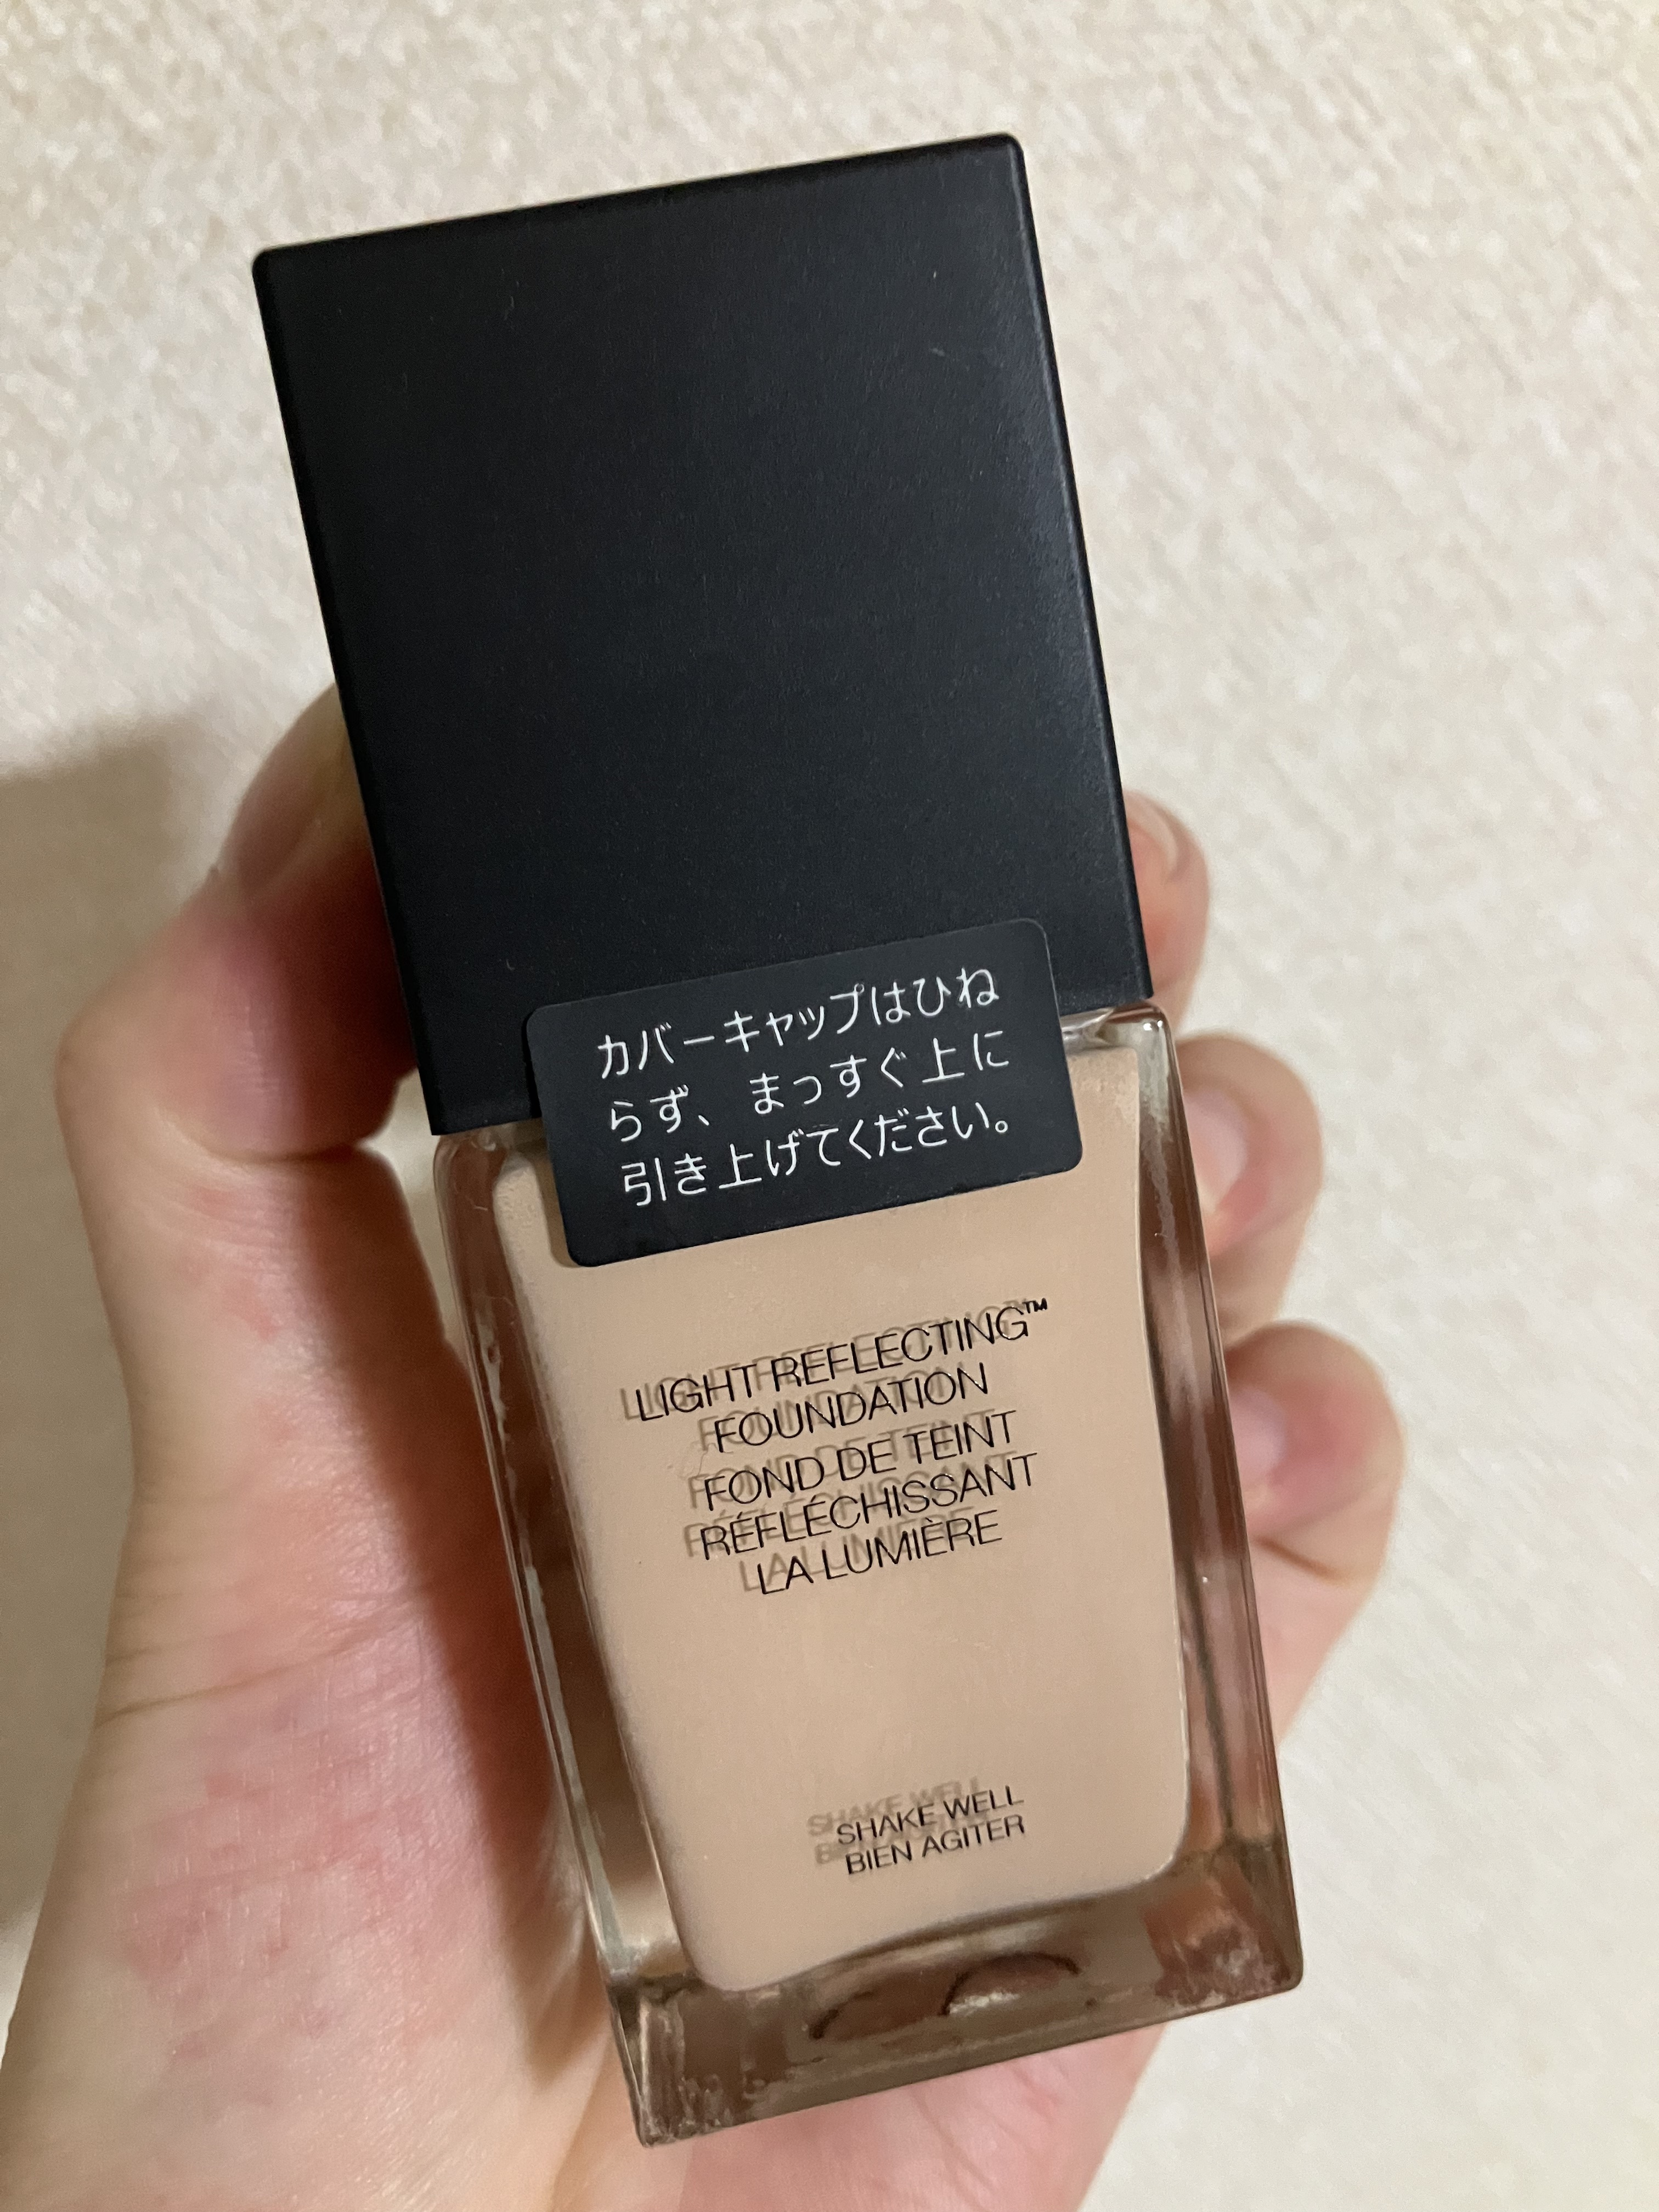 カバーキャップはひね
らず、まっすぐ上に
引き上げてください。
LIGHT REFLECTING™
FOUNDATION
FOND DE TEINT
RÉFLÉCHISSANT
LA LUMIÈRE
SHAKE WELL
BIEN AGITER